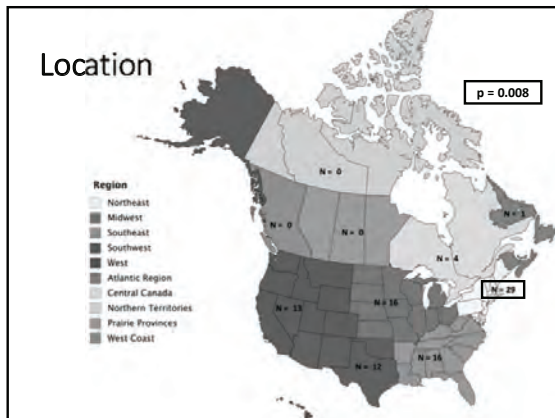 Location
p = 0.008
Region
Northeast
Midwest
Southeast
Southwest
West
Atlantic Region
Central Canada
Northern Territories
Prairie Provinces
West Coast
N = 0
N = 0
N = 0
N = 1
N = 4
N = 29
N = 13
N = 16
N = 12
N = 16